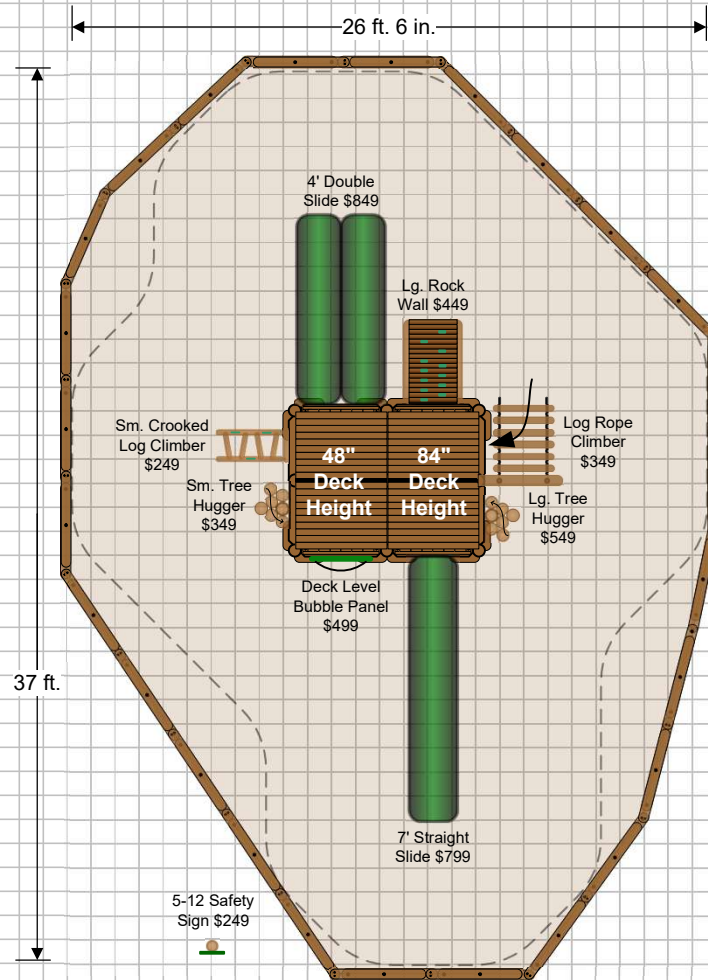 26 ft. 6 in.
4' Double
Slide $849
Lg. Rock
Wall $449
Sm. Crooked
Log Climber
$249
Log Rope
Climber
$349
48"
Deck
Height
84"
Deck
Height
Sm. Tree
Hugger
$349
Lg. Tree
Hugger
$549
Deck Level
Bubble Panel
$499
37 ft.
7' Straight
Slide $799
5-12 Safety
Sign $249